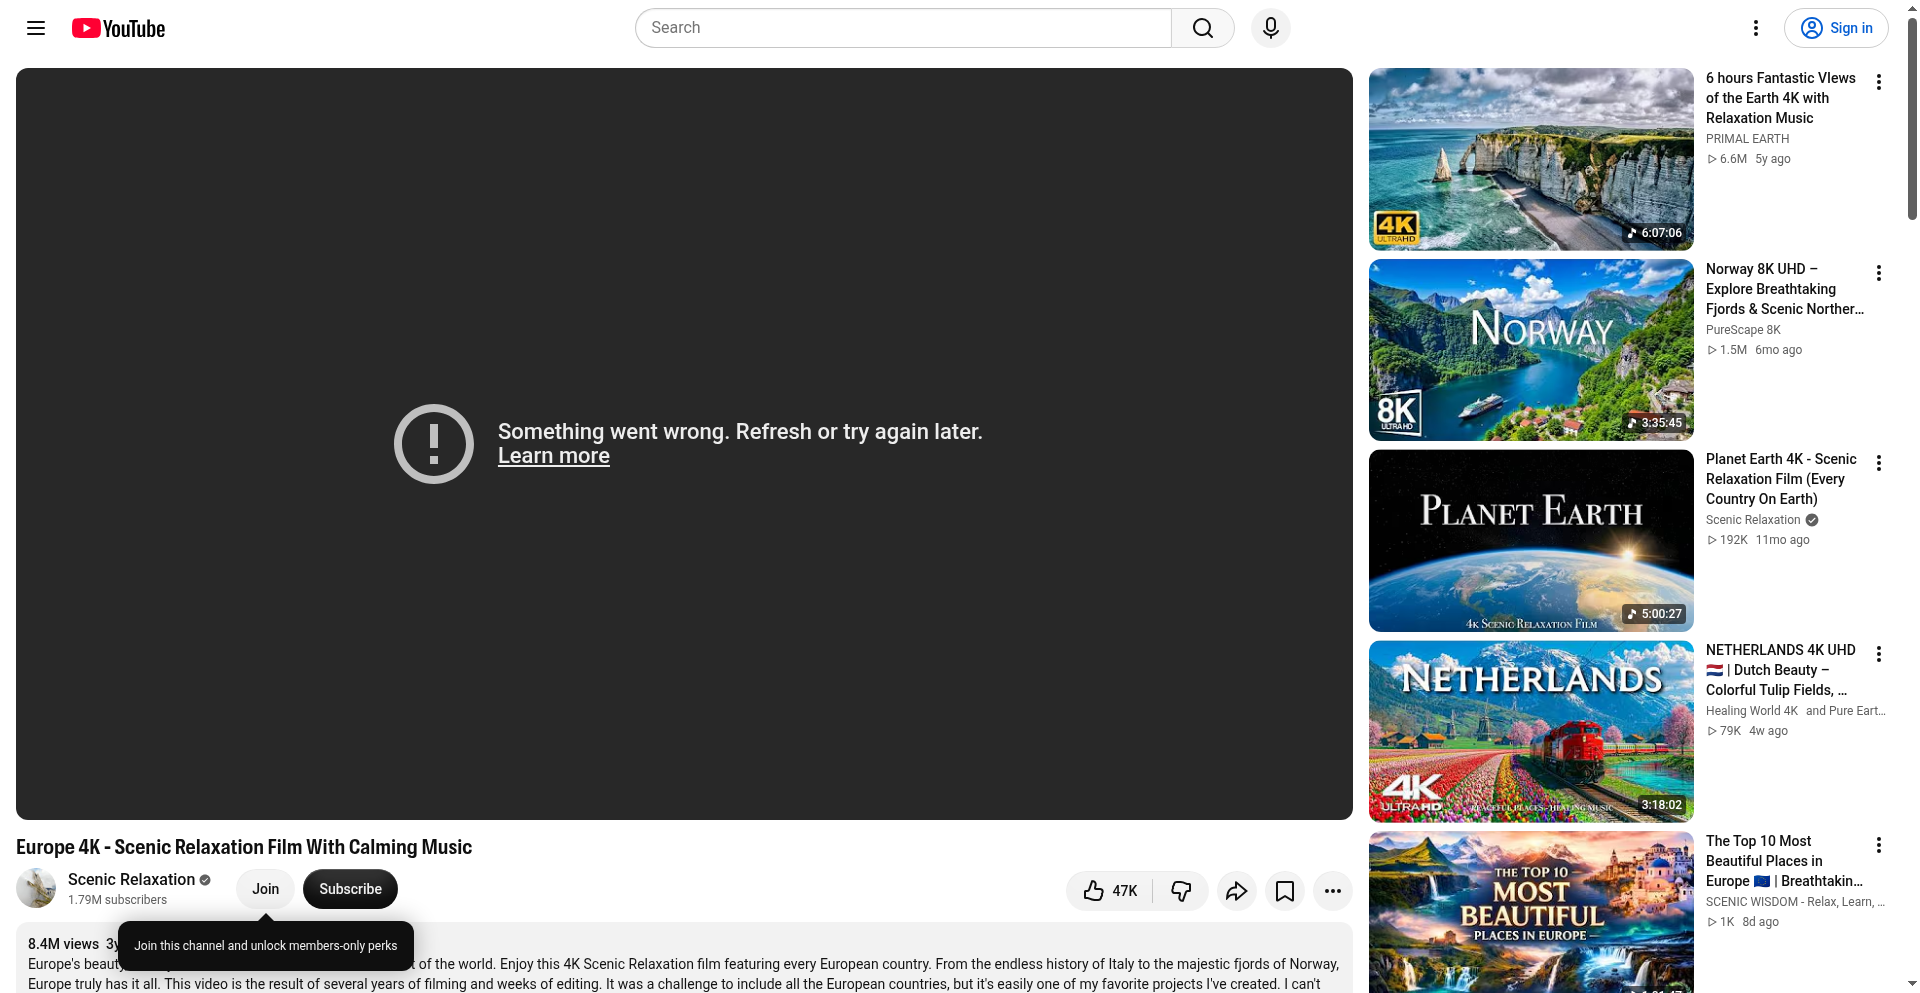 YouTube
Search
Sign in
Something went wrong. Refresh or try again later.
Learn more
Europe 4K - Scenic Relaxation Film With Calming Music
Scenic Relaxation
1.79M subscribers
Join
Subscribe
47K
Join this channel and unlock members-only perks
8.4M views 3y
Europe's beauty
t of the world. Enjoy this 4K Scenic Relaxation film featuring every European country. From the endless history of Italy to the majestic fjords of Norway,
Europe truly has it all. This video is the result of several years of filming and weeks of editing. It was a challenge to include all the European countries, but it's easily one of my favorite projects I've created. I can't
4K
ULTRA HD
6:07:06
6 hours Fantastic VIews
of the Earth 4K with
Relaxation Music
PRIMAL EARTH
6.6M 5y ago
NORWAY
8K
ULTRA HD
3:35:45
Norway 8K UHD –
Explore Breathtaking
Fjords & Scenic Norther...
PureScape 8K
1.5M 6mo ago
PLANET EARTH
4K SCENIC RELAXATION FILM
5:00:27
Planet Earth 4K - Scenic
Relaxation Film (Every
Country On Earth)
Scenic Relaxation
192K 11mo ago
NETHERLANDS
4K
ULTRA HD
PEACEFUL PLACES - HEALING MUSIC
3:18:02
NETHERLANDS 4K UHD
🇳🇱 | Dutch Beauty –
Colorful Tulip Fields, ...
Healing World 4K and Pure Eart...
79K 4w ago
THE TOP 10
MOST
BEAUTIFUL
PLACES IN EUROPE
The Top 10 Most
Beautiful Places in
Europe 🇪🇺 | Breathtakin...
SCENIC WISDOM - Relax, Learn, ...
1K 8d ago